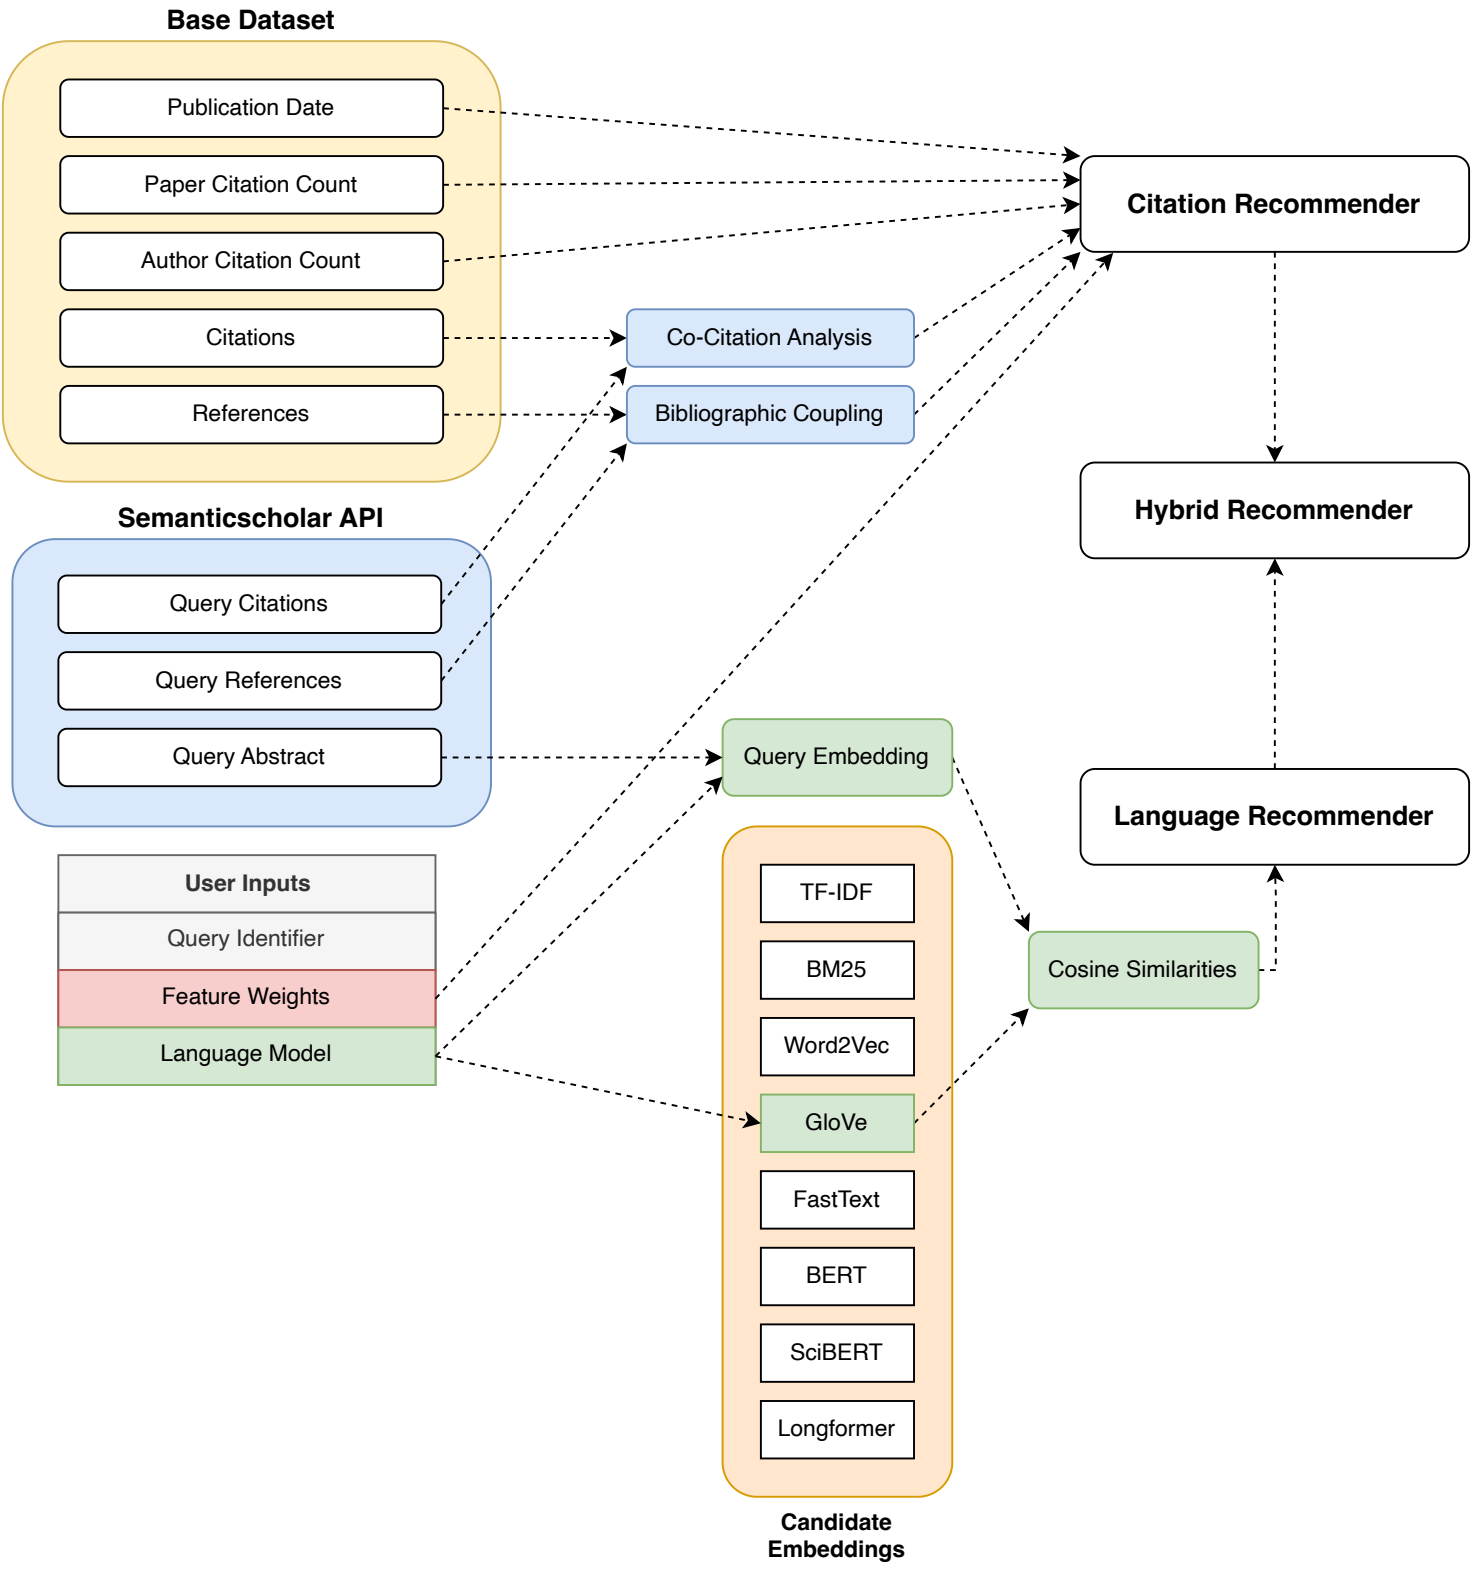 Base Dataset
Publication Date
Paper Citation Count
Author Citation Count
Citations
References
Co-Citation Analysis
Bibliographic Coupling
Citation Recommender
Hybrid Recommender
Language Recommender
Semanticscholar API
Query Citations
Query References
Query Abstract
User Inputs
Query Identifier
Feature Weights
Language Model
Query Embedding
TF-IDF
BM25
Word2Vec
GloVe
FastText
BERT
SciBERT
Longformer
Candidate
Embeddings
Cosine Similarities